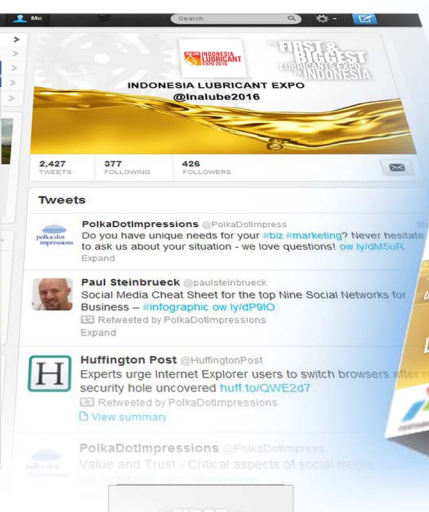 Me
Search
INDONESIA
LUBRICANT
EXPO 2016
THE
FIRST &
BIGGEST
LUBRICANTS EXPO
IN INDONESIA
INDONESIA LUBRICANT EXPO
@Inalube2016
2,427
TWEETS
377
FOLLOWING
426
FOLLOWERS
Tweets
PolkaDotImpressions @PolkaDotImpress 2h
Do you have unique needs for your #biz #marketing? Never hesitate
to ask us about your situation - we love questions! ow.ly/dM5uR
Expand
polka dot
impressions
Paul Steinbrueck @paulsteinbrueck
Social Media Cheat Sheet for the top Nine Social Networks for
Business – #infographic ow.ly/dP9IO
Retweeted by PolkaDotImpressions
Expand
H
Huffington Post @HuffingtonPost
Experts urge Internet Explorer users to switch browsers after
security hole uncovered huff.to/QWE2d7
Retweeted by PolkaDotImpressions
View summary
PolkaDotImpressions @PolkaDotImpress
Value and Trust - Critical aspects of social media
polka dot
impressions